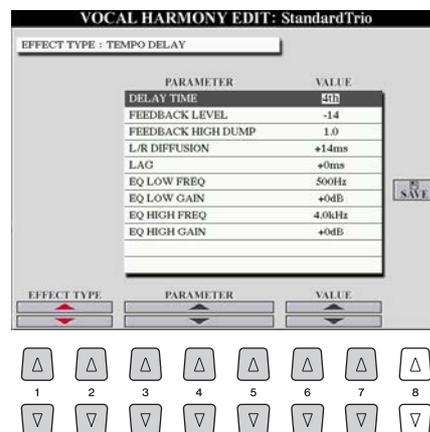 VOCAL HARMONY EDIT: StandardTrio
EFFECT TYPE : TEMPO DELAY
PARAMETER VALUE
DELAY TIME 4th
FEEDBACK LEVEL -14
FEEDBACK HIGH DUMP 1.0
L/R DIFFUSION +14ms
LAG +0ms
EQ LOW FREQ 500Hz
EQ LOW GAIN +0dB
EQ HIGH FREQ 4.0kHz
EQ HIGH GAIN +0dB
SAVE
EFFECT TYPE PARAMETER VALUE
1 2 3 4 5 6 7 8